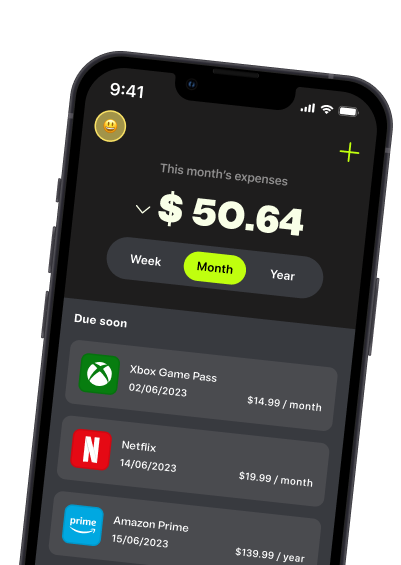 9:41
This month's expenses
$ 50.64
Week Month Year
Due soon
Xbox Game Pass
02/06/2023
$14.99 / month
N
Netflix
14/06/2023
$19.99 / month
prime
Amazon Prime
15/06/2023
$139.99 / year